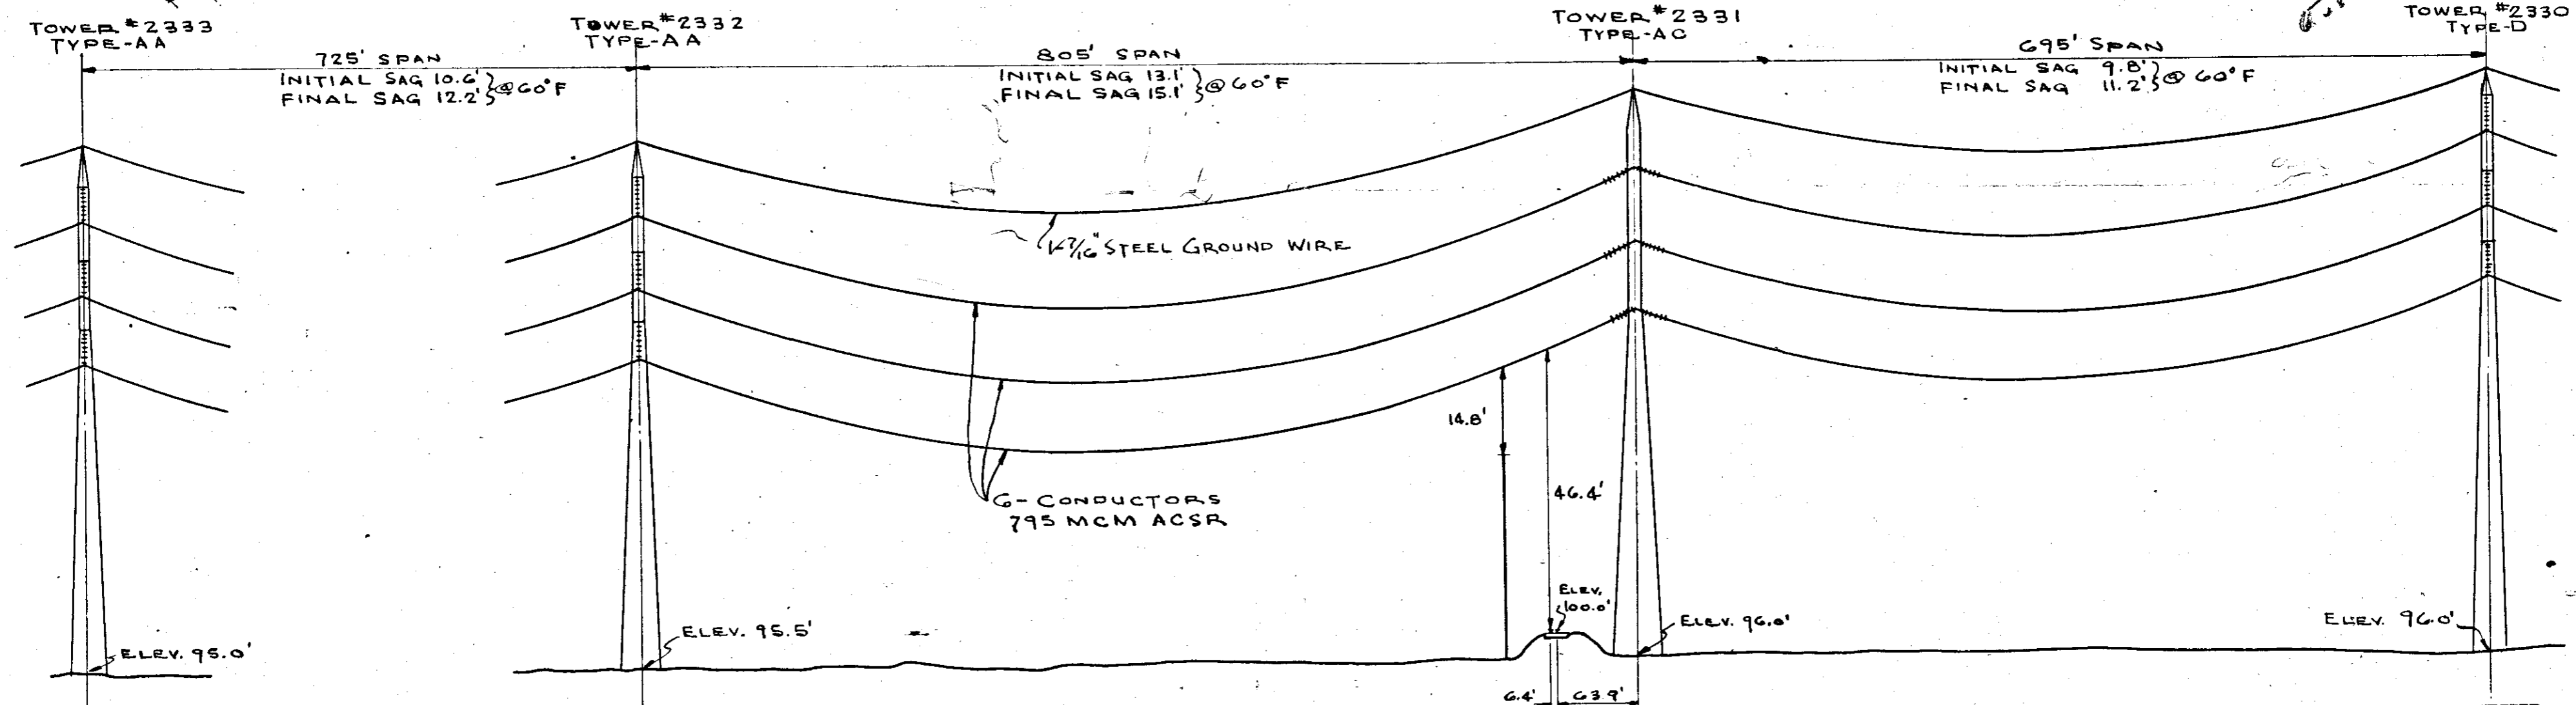 TOWER #2333
TYPE-AA
TOWER #2332
TYPE-AA
TOWER #2331
TYPE-AC
TOWER #2330
TYPE-D
725' SPAN
INITIAL SAG 10.6'
FINAL SAG 12.2' } @ 60°F
805' SPAN
INITIAL SAG 13.1'
FINAL SAG 15.1' } @ 60°F
695' SPAN
INITIAL SAG 9.8'
FINAL SAG 11.2' } @ 60°F
1-7/16" STEEL GROUND WIRE
14.8'
46.4'
6-CONDUCTORS
795 MCM ACSR
ELEV.
100.0'
ELEV. 95.0'
ELEV. 95.5'
ELEV. 96.0'
ELEV. 96.0'
6.4'
63.9'